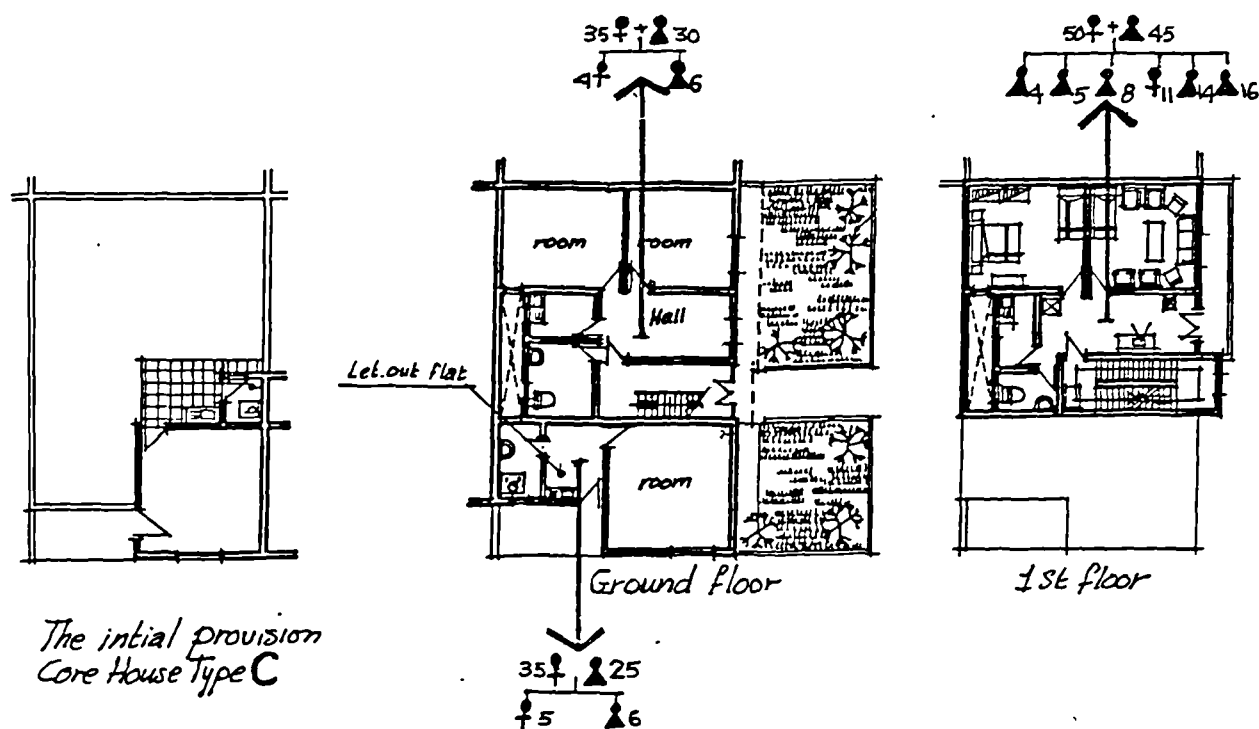 35 + 30
4 6
50 + 45
4 5 8 11 14 16
room room
Hall
Let.out flat
room
Ground floor
1st floor
The intial provision
Core House Type C
35 25
5 6